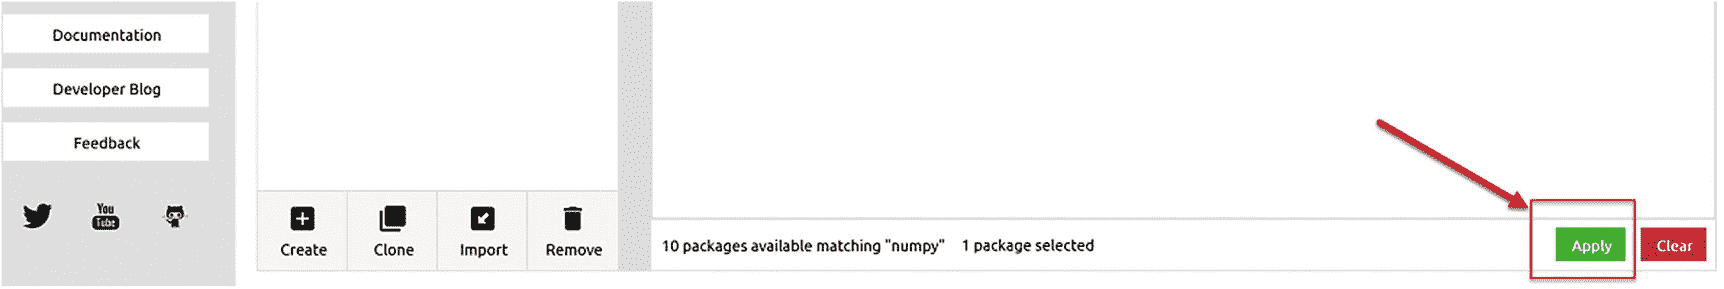 Documentation
Developer Blog
Feedback
You
Tube
Create
Clone
Import
Remove
10 packages available matching "numpy"
1 package selected
Apply
Clear